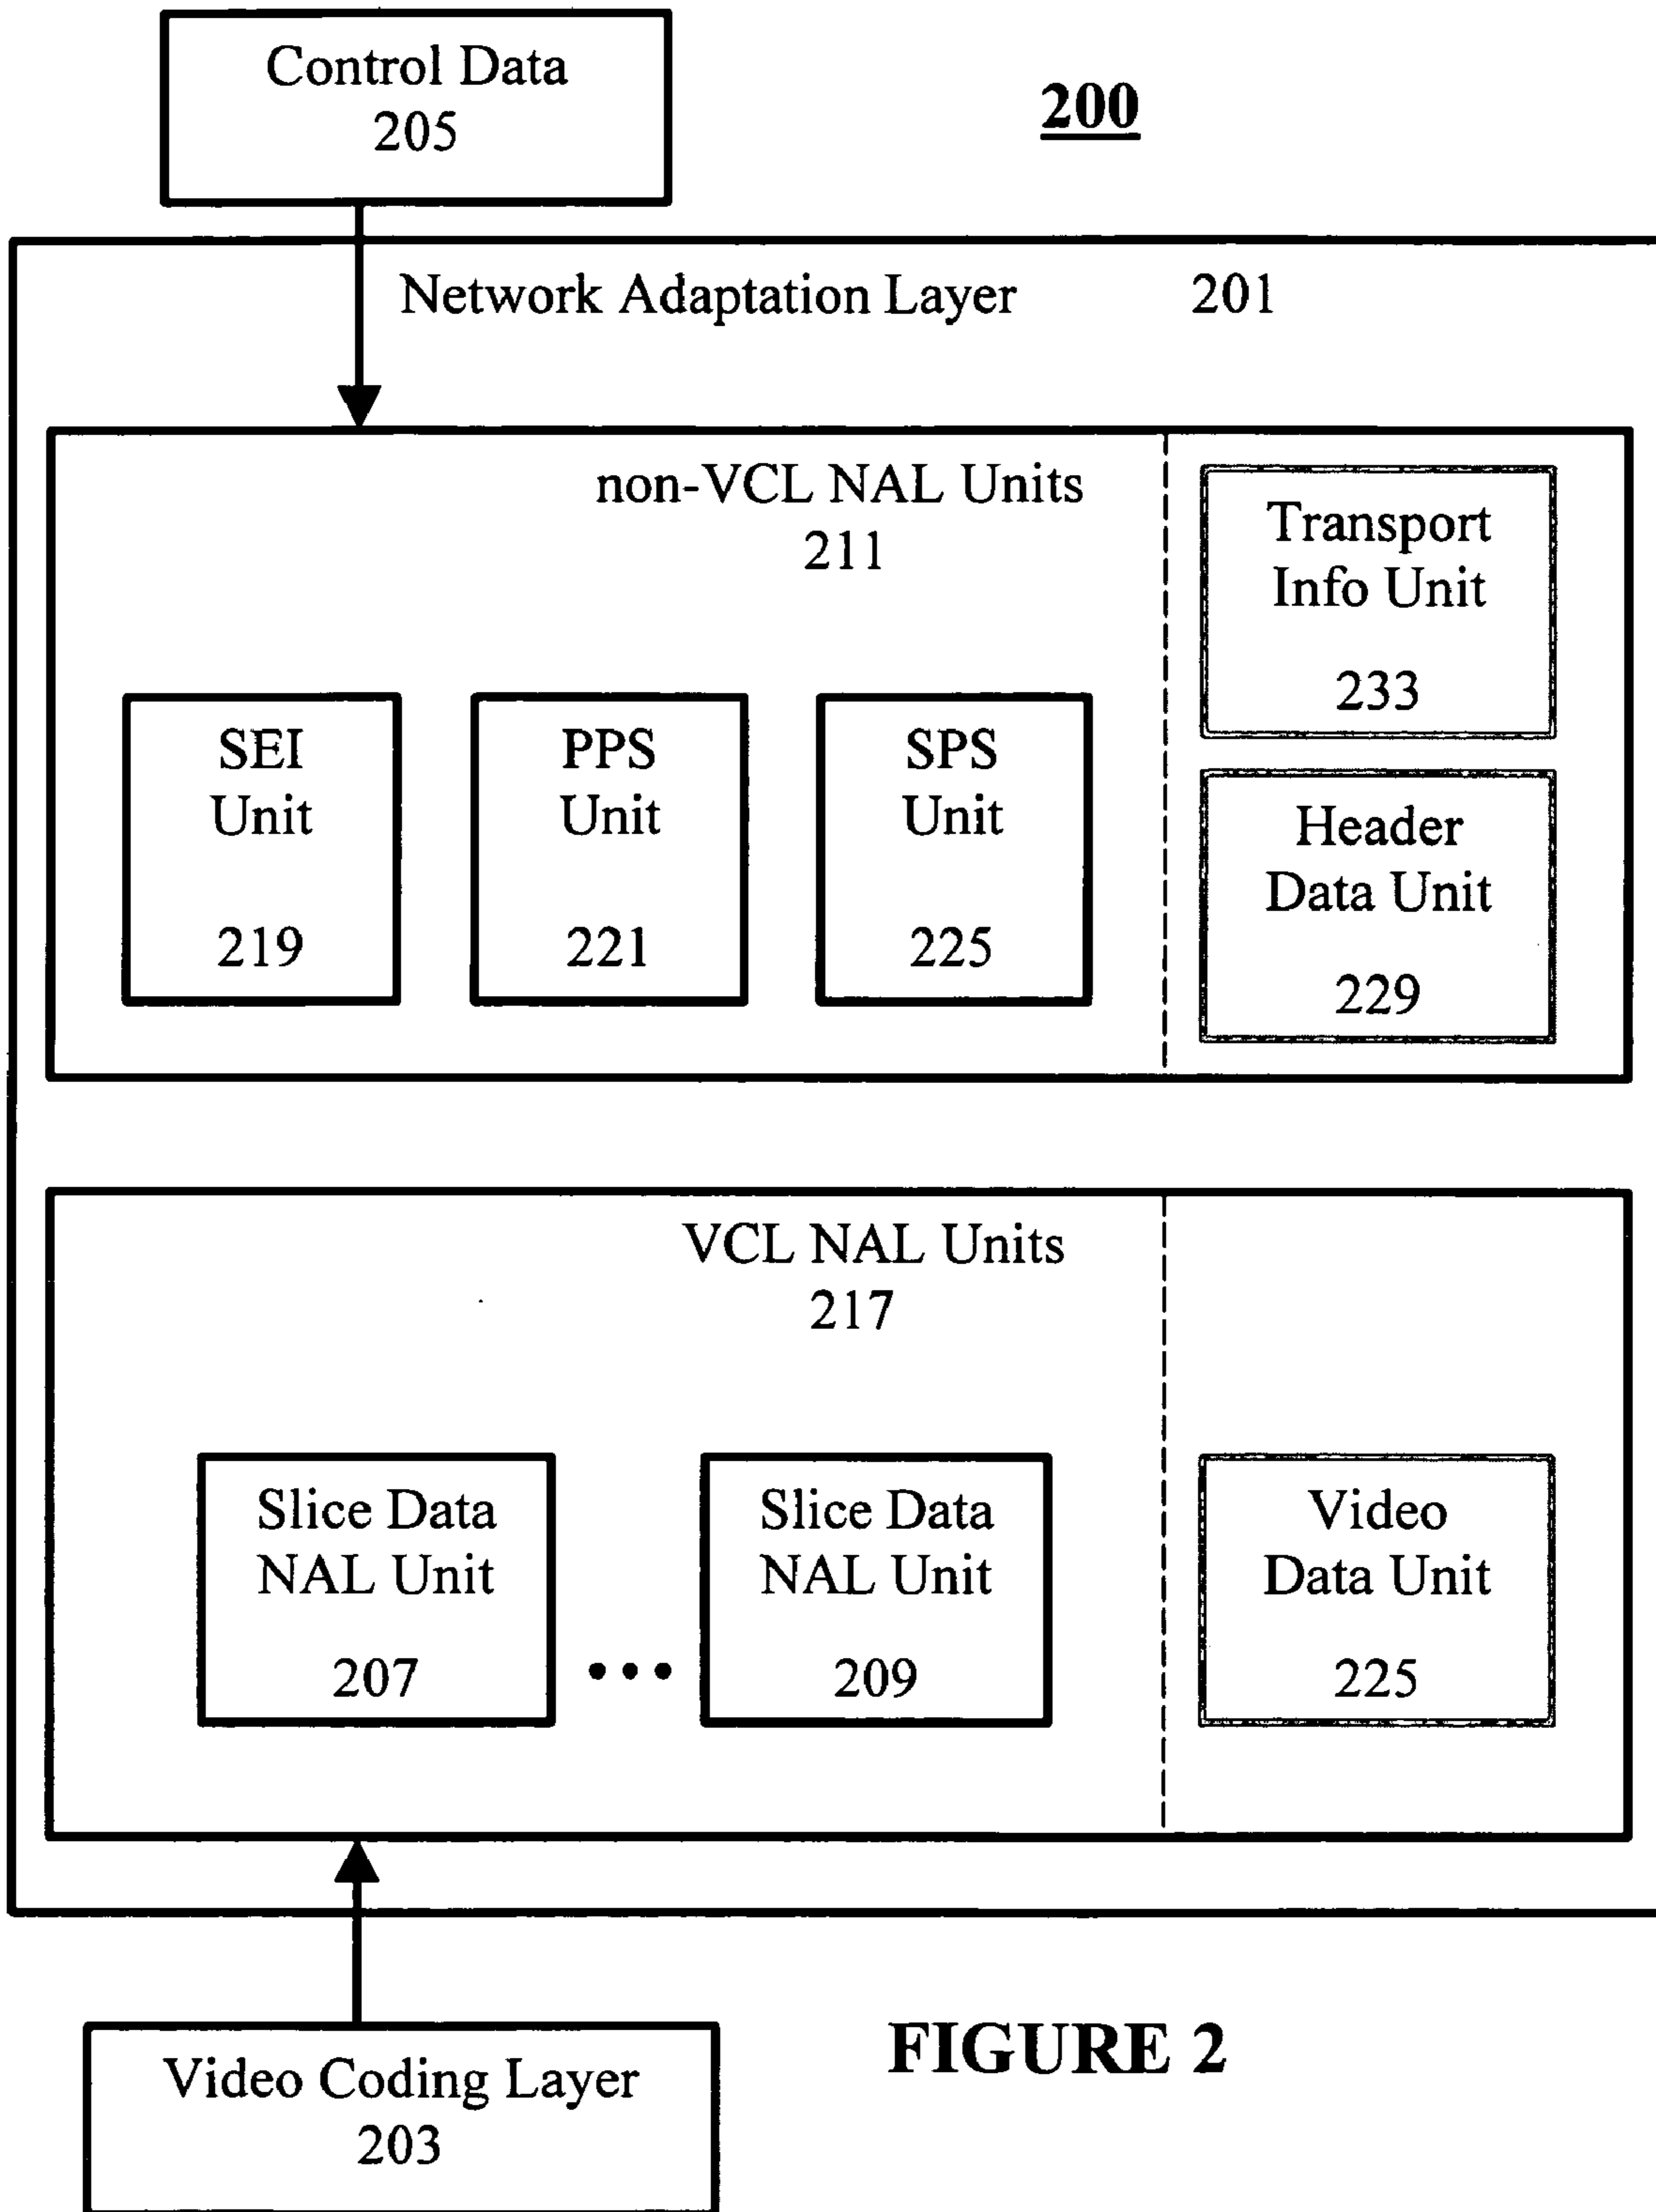 Control Data
205
200
Network Adaptation Layer 201
non-VCL NAL Units
211
Transport
Info Unit
233
SEI
Unit
219
PPS
Unit
221
SPS
Unit
225
Header
Data Unit
229
VCL NAL Units
217
Slice Data
NAL Unit
207
•••
Slice Data
NAL Unit
209
Video
Data Unit
225
Video Coding Layer
203
FIGURE 2